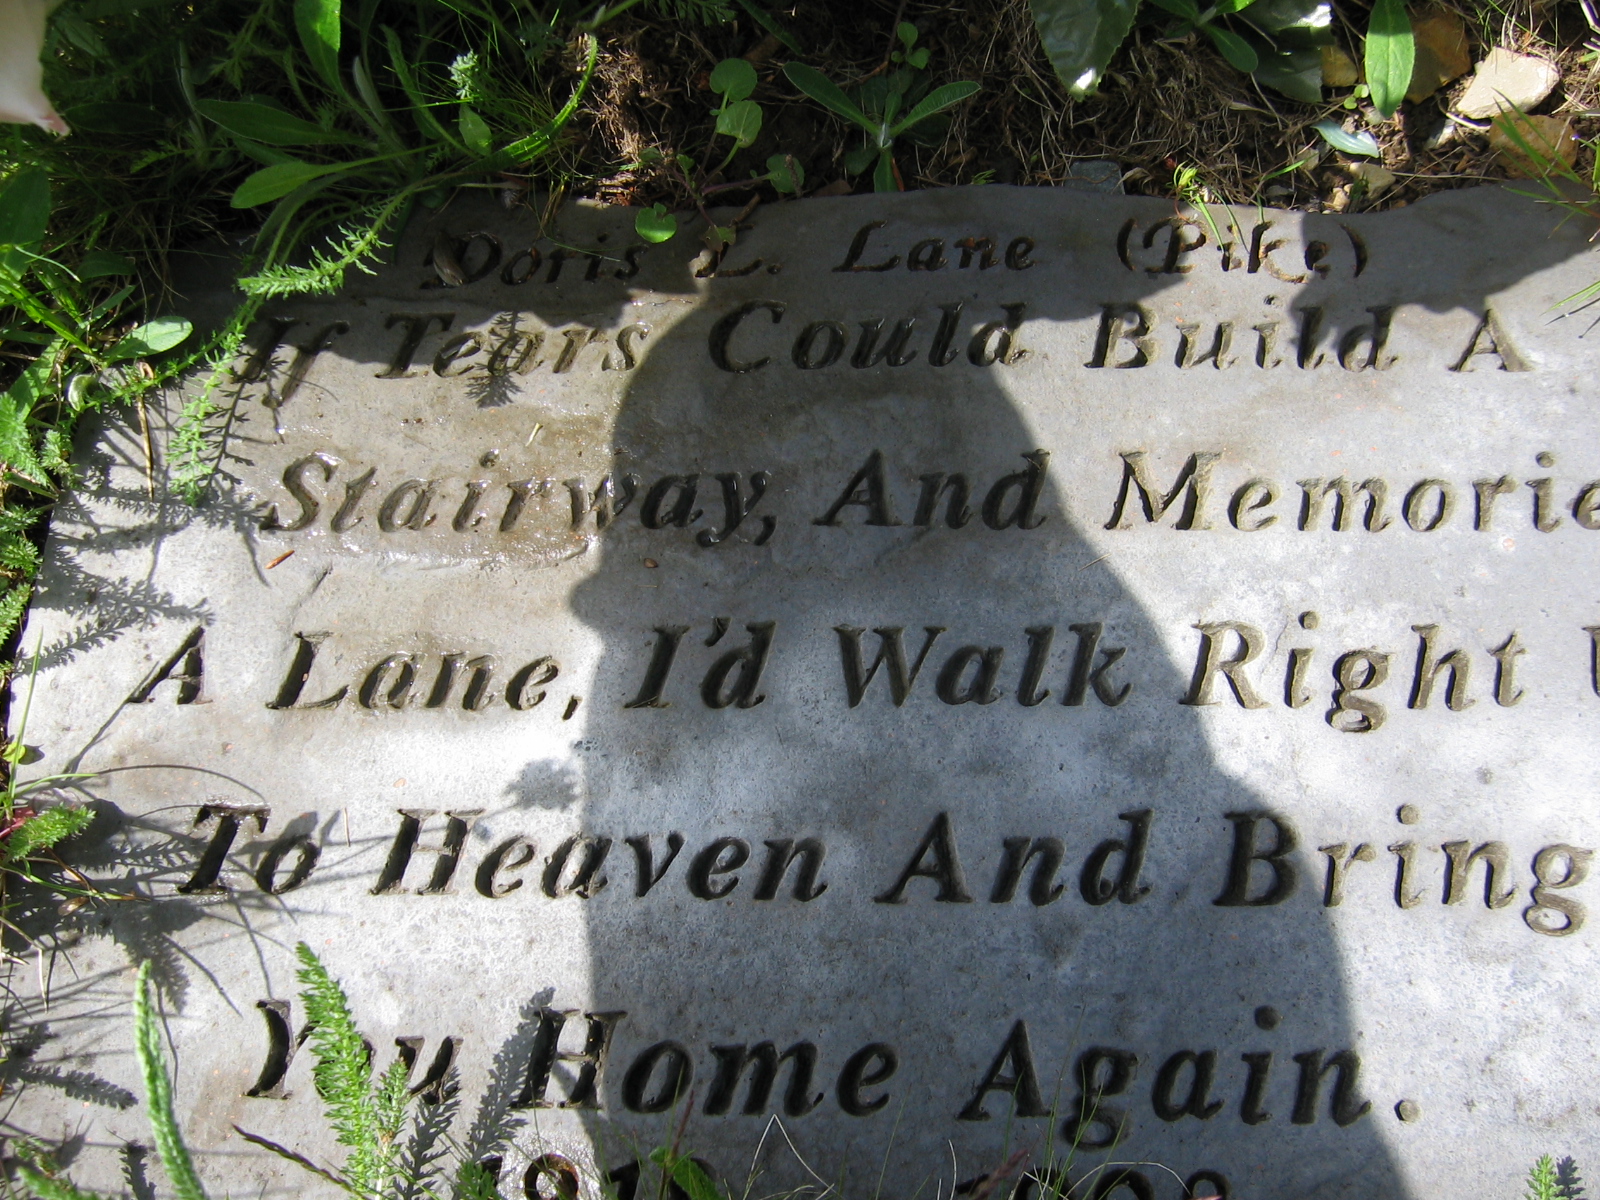 Doris L. Lane (Pike)
If Tears Could Build A
Stairway, And Memorie
A Lane, I'd Walk Right
To Heaven And Bring
You Home Again.